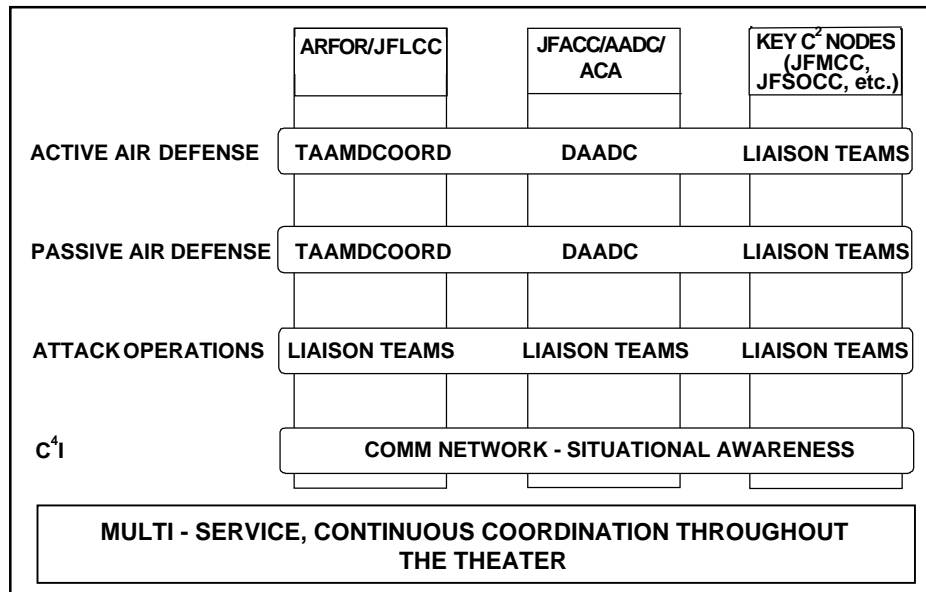 ARFOR/JFLCC
JFACC/AADC/
ACA
KEY C² NODES
(JFMCC,
JFSOCC, etc.)
ACTIVE AIR DEFENSE TAAMDCOORD DAADC LIAISON TEAMS
PASSIVE AIR DEFENSE TAAMDCOORD DAADC LIAISON TEAMS
ATTACK OPERATIONS LIAISON TEAMS LIAISON TEAMS LIAISON TEAMS
C⁴I COMM NETWORK - SITUATIONAL AWARENESS
MULTI - SERVICE, CONTINUOUS COORDINATION THROUGHOUT
THE THEATER